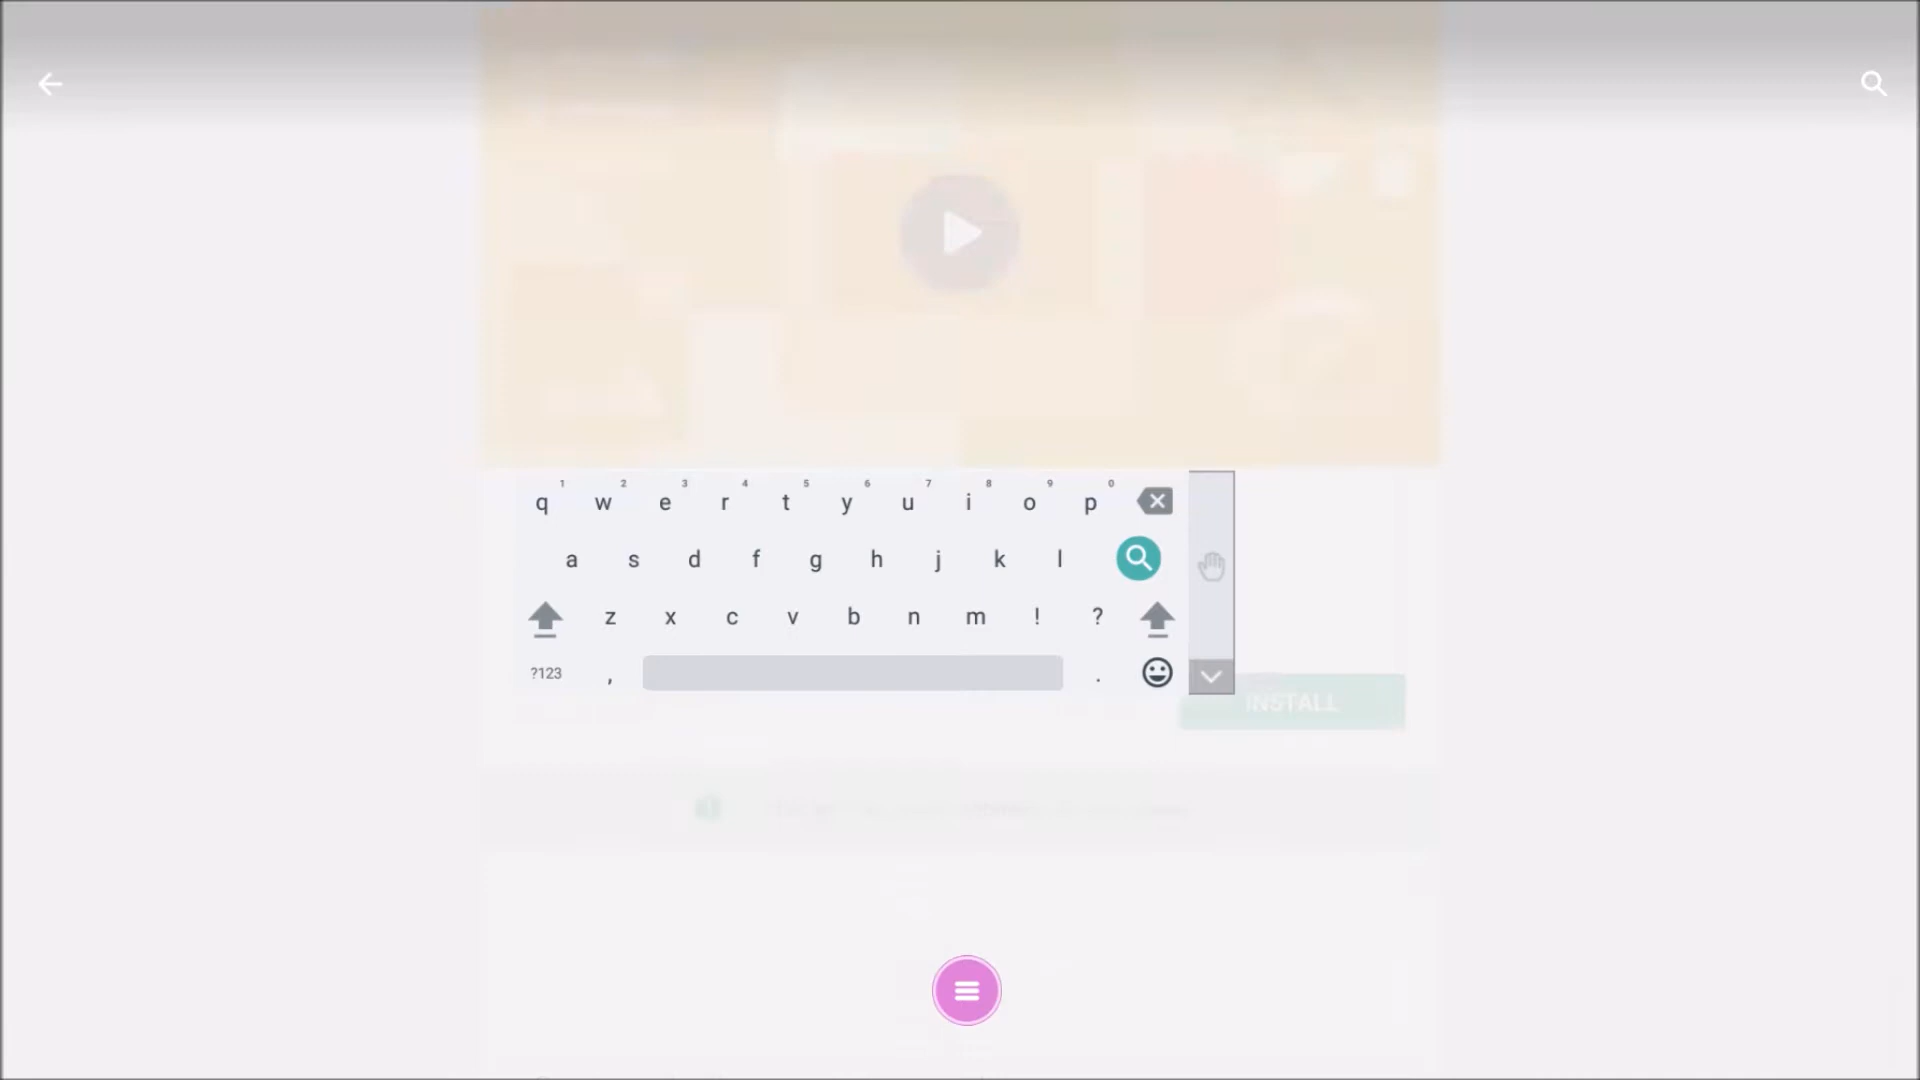 1 2 3 4 5 6 7 8 9 0
q w e r t y u i o p
a s d f g h j k l
z x c v b n m ! ?
?123 , .
INSTALL